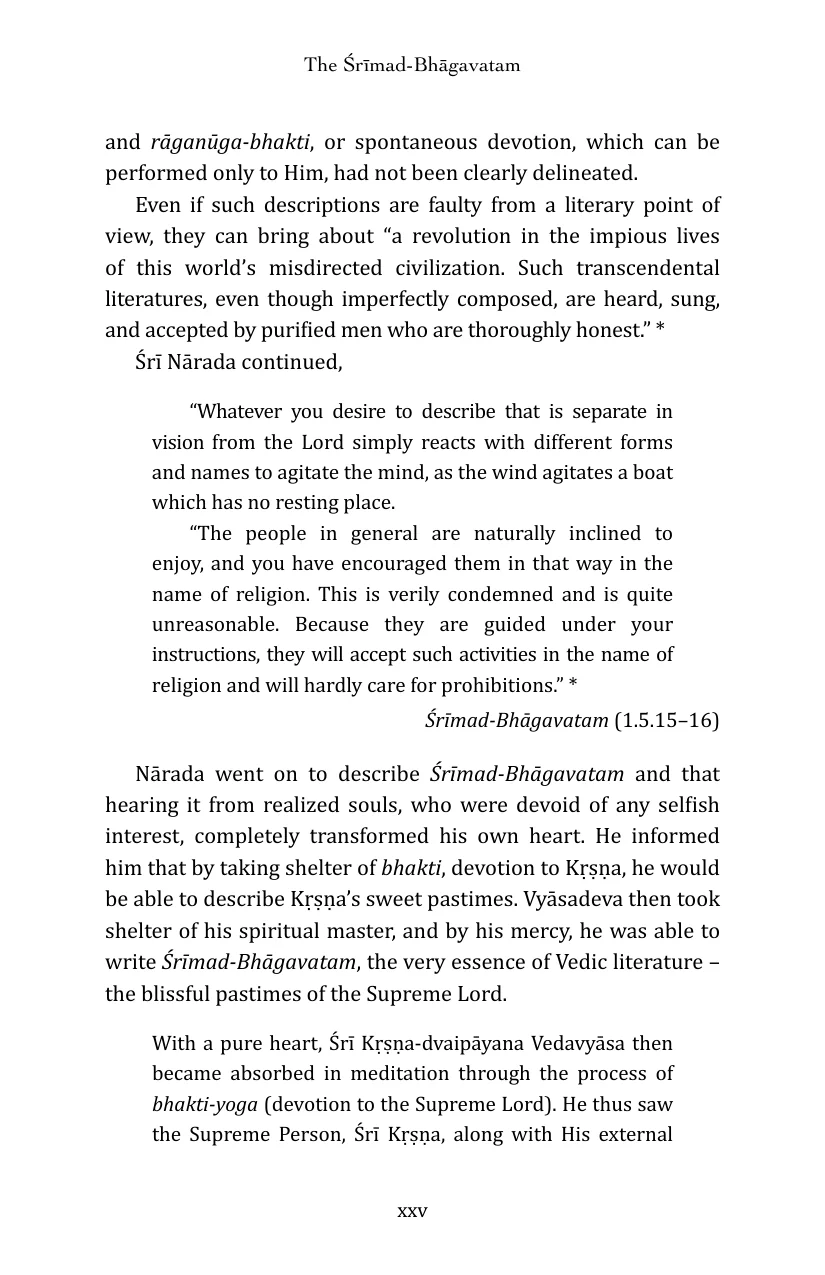 The Śrīmad-Bhāgavatam
and rāganūga-bhakti, or spontaneous devotion, which can be
performed only to Him, had not been clearly delineated.
Even if such descriptions are faulty from a literary point of
view, they can bring about “a revolution in the impious lives
of this world’s misdirected civilization. Such transcendental
literatures, even though imperfectly composed, are heard, sung,
and accepted by purified men who are thoroughly honest.” *
Śrī Nārada continued,
“Whatever you desire to describe that is separate in
vision from the Lord simply reacts with different forms
and names to agitate the mind, as the wind agitates a boat
which has no resting place.
“The people in general are naturally inclined to
enjoy, and you have encouraged them in that way in the
name of religion. This is verily condemned and is quite
unreasonable. Because they are guided under your
instructions, they will accept such activities in the name of
religion and will hardly care for prohibitions.” *
Śrīmad-Bhāgavatam (1.5.15–16)
Nārada went on to describe Śrīmad-Bhāgavatam and that
hearing it from realized souls, who were devoid of any selfish
interest, completely transformed his own heart. He informed
him that by taking shelter of bhakti, devotion to Kṛṣṇa, he would
be able to describe Kṛṣṇa’s sweet pastimes. Vyāsadeva then took
shelter of his spiritual master, and by his mercy, he was able to
write Śrīmad-Bhāgavatam, the very essence of Vedic literature –
the blissful pastimes of the Supreme Lord.
With a pure heart, Śrī Kṛṣṇa-dvaipāyana Vedavyāsa then
became absorbed in meditation through the process of
bhakti-yoga (devotion to the Supreme Lord). He thus saw
the Supreme Person, Śrī Kṛṣṇa, along with His external
xxv